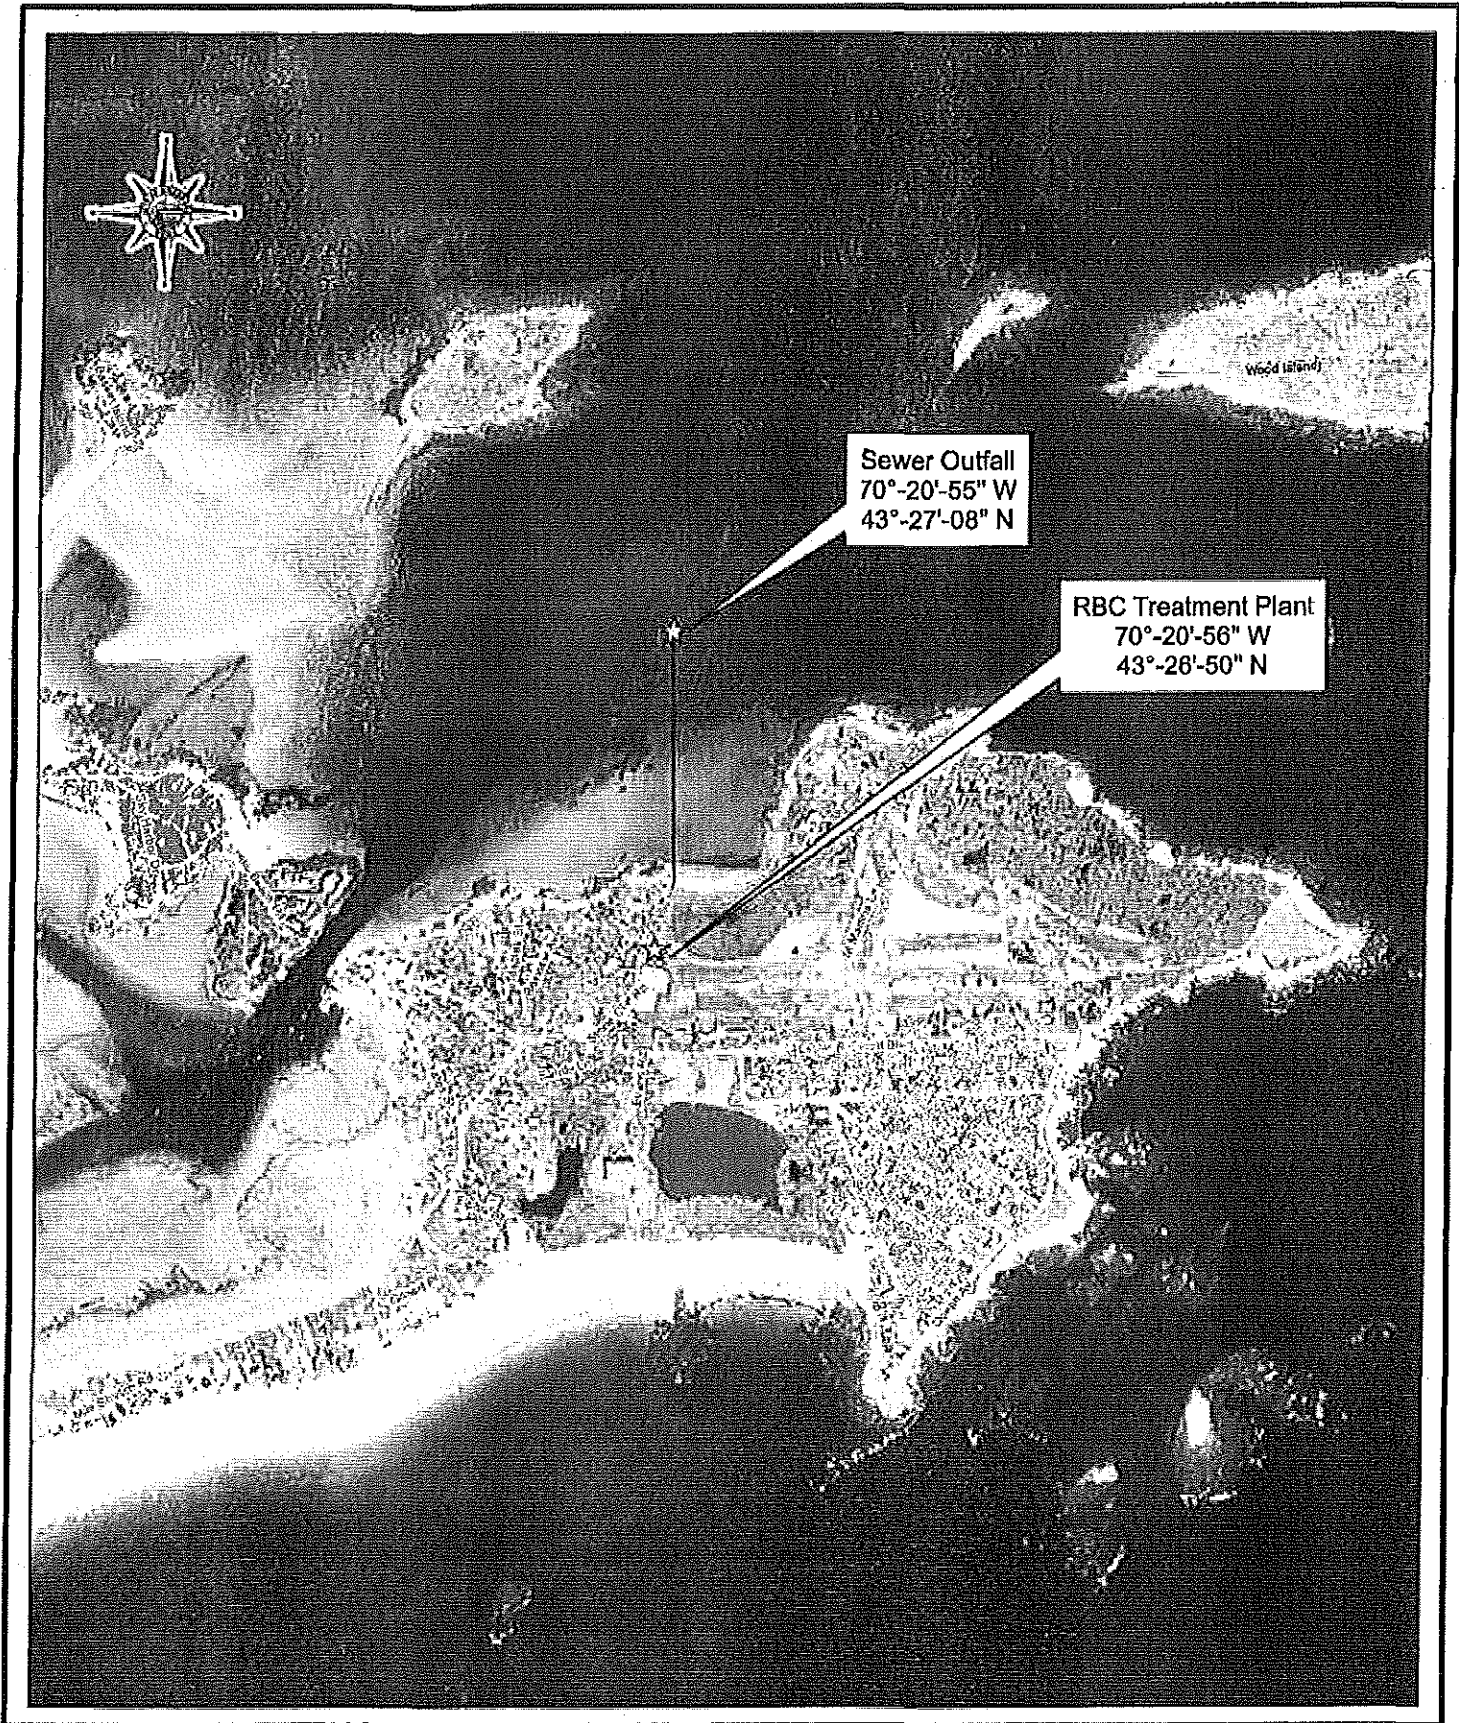 Wood Island
Sewer Outfall
70°-20'-55" W
43°-27'-08" N
RBC Treatment Plant
70°-20'-56" W
43°-26'-50" N